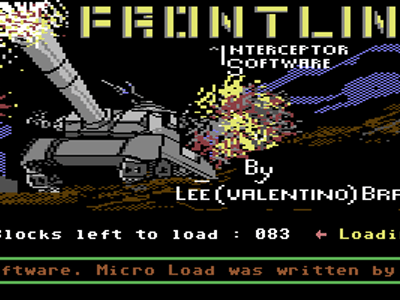 FRONTLIN
INTERCEPTOR
SOFTWARE
By
LEE (VALENTINO) BRA
Blocks left to load : 083 ← Loadi
ftware. Micro Load was written by